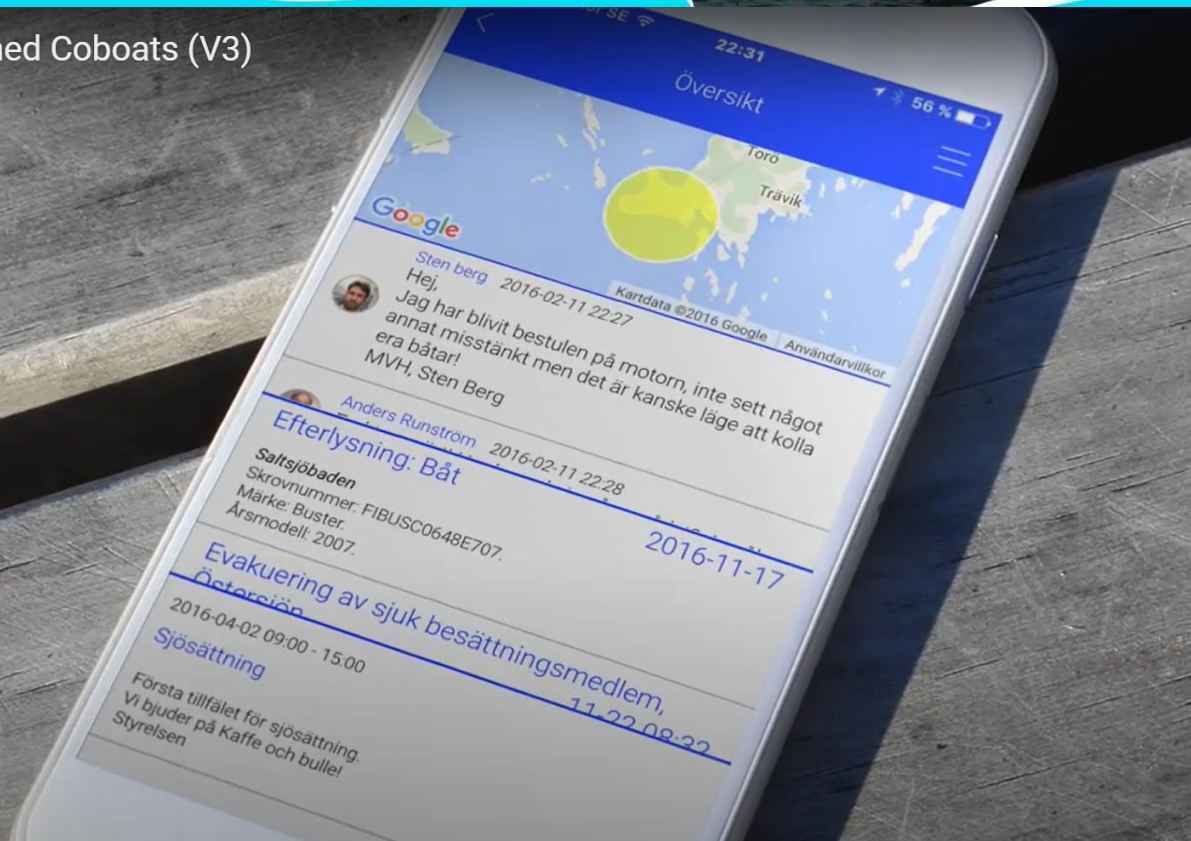 ed Coboats (V3)
SE
22:31
56 %
Översikt
Torö
Trävik
Google
Kartdata ©2016 Google
Användarvillkor
Sten berg 2016-02-11 22:27
Hej,
Jag har blivit bestulen på motorn, inte sett något
annat misstänkt men det är kanske läge att kolla
era båtar!
MVH, Sten Berg
Anders Runström 2016-02-11 22:28
Efterlysning: Båt
2016-11-17
Saltsjöbaden
Skrovnummer: FIBUSC0648E707.
Märke: Buster.
Årsmodell: 2007.
Evakuering av sjuk besättningsmedlem,
Östersjön
11-22 08:32
2016-04-02 09:00 - 15:00
Sjösättning
Första tillfälet för sjösättning.
Vi bjuder på Kaffe och bulle!
Styrelsen